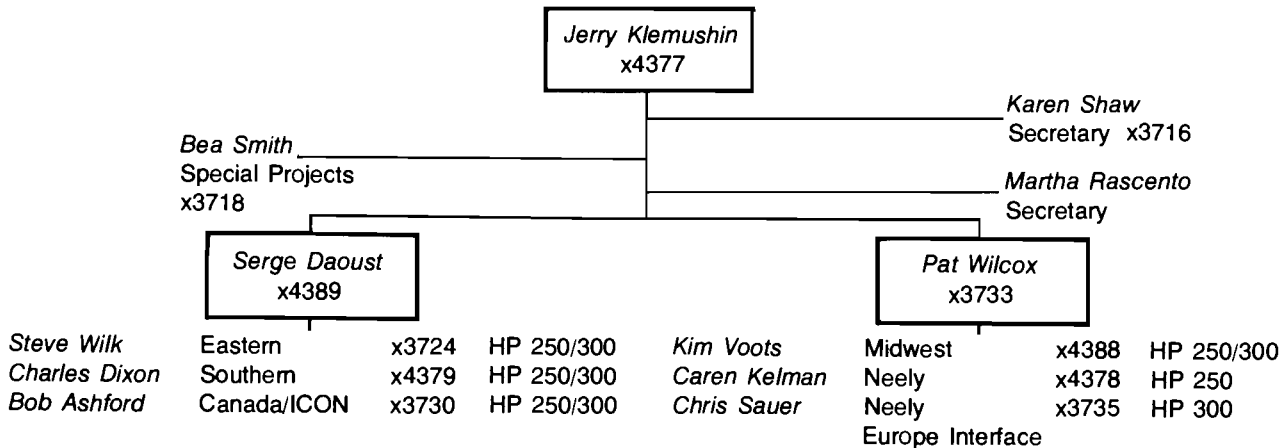 Jerry Klemushin
x4377
Karen Shaw
Secretary x3716
Bea Smith
Special Projects
x3718
Martha Rascento
Secretary
Serge Daoust
x4389
Pat Wilcox
x3733
Steve Wilk Eastern x3724 HP 250/300
Charles Dixon Southern x4379 HP 250/300
Bob Ashford Canada/ICON x3730 HP 250/300
Kim Voots Midwest x4388 HP 250/300
Caren Kelman Neely x4378 HP 250
Chris Sauer Neely x3735 HP 300
Europe Interface